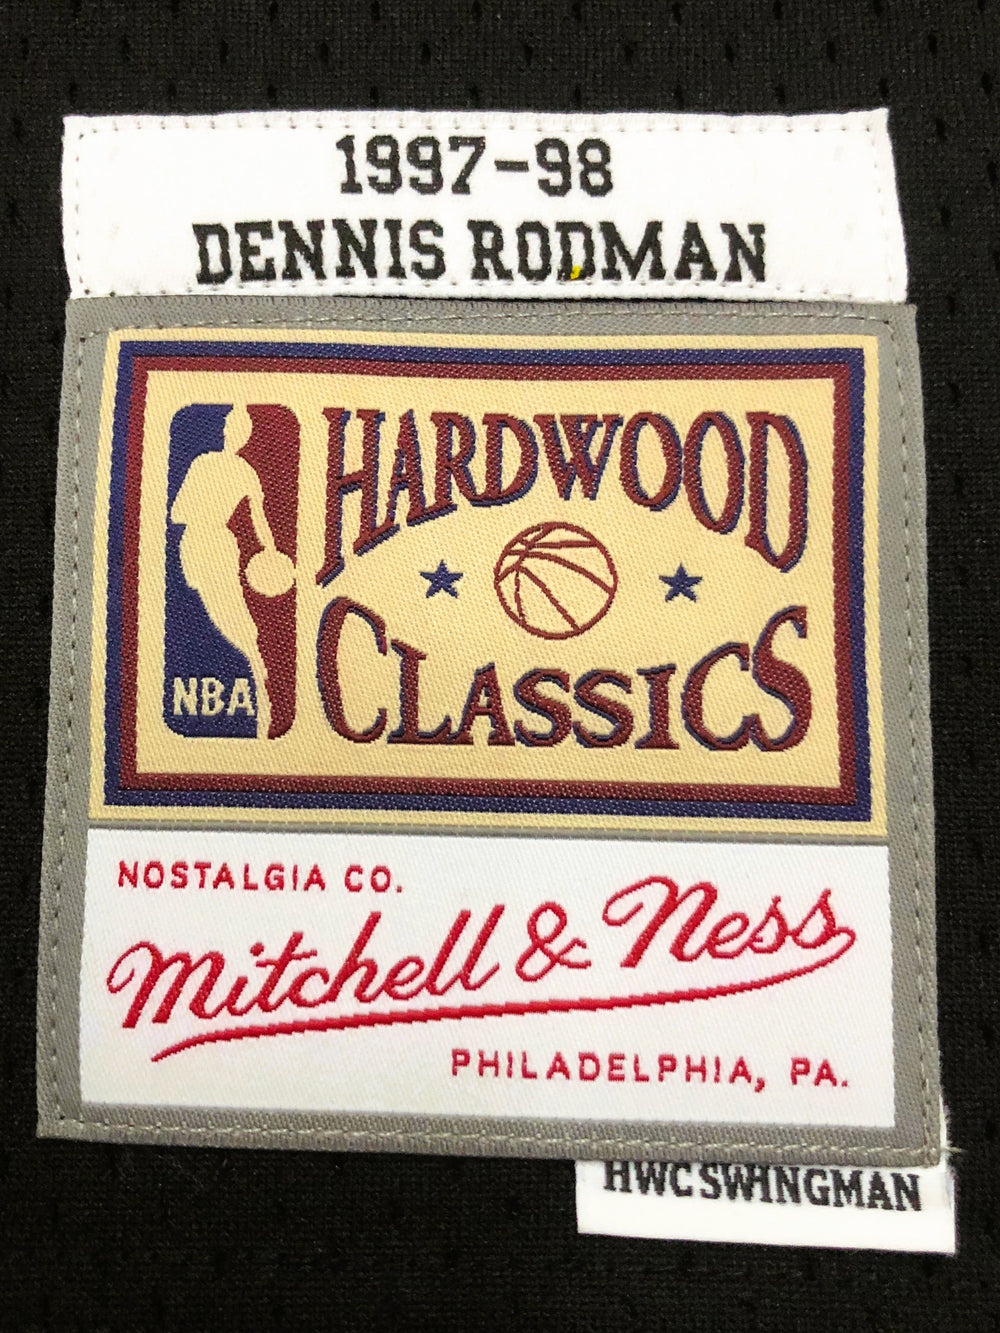 1997-98
DENNIS RODMAN
HARDWOOD
CLASSICS
NBA
NOSTALGIA CO.
Mitchell & Ness
PHILADELPHIA, PA.
HWC SWINGMAN